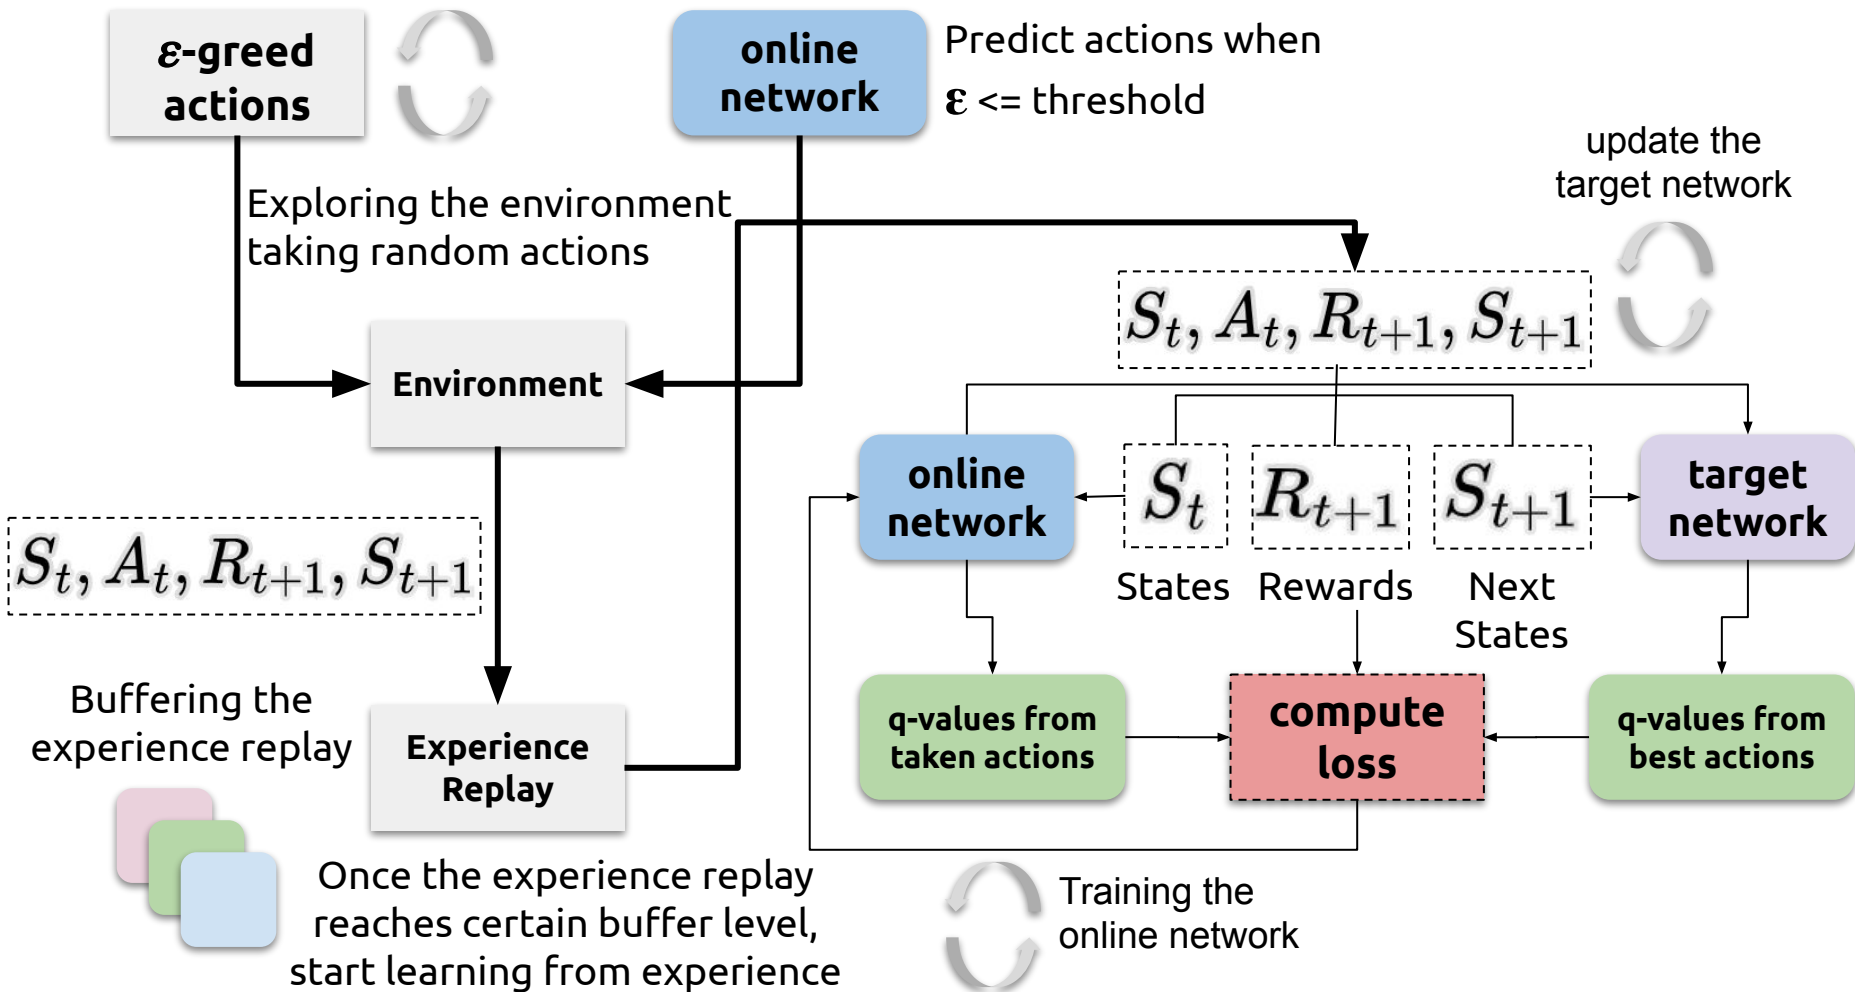 ε-greed
actions
online
network
Predict actions when
ε <= threshold
update the
target network
Exploring the environment
taking random actions
S_t, A_t, R_{t+1}, S_{t+1}
Environment
online
network
S_t
R_{t+1}
S_{t+1}
target
network
S_t, A_t, R_{t+1}, S_{t+1}
States
Rewards
Next
States
Buffering the
experience replay
Experience
Replay
q-values from
taken actions
compute
loss
q-values from
best actions
Once the experience replay
reaches certain buffer level,
start learning from experience
Training the
online network